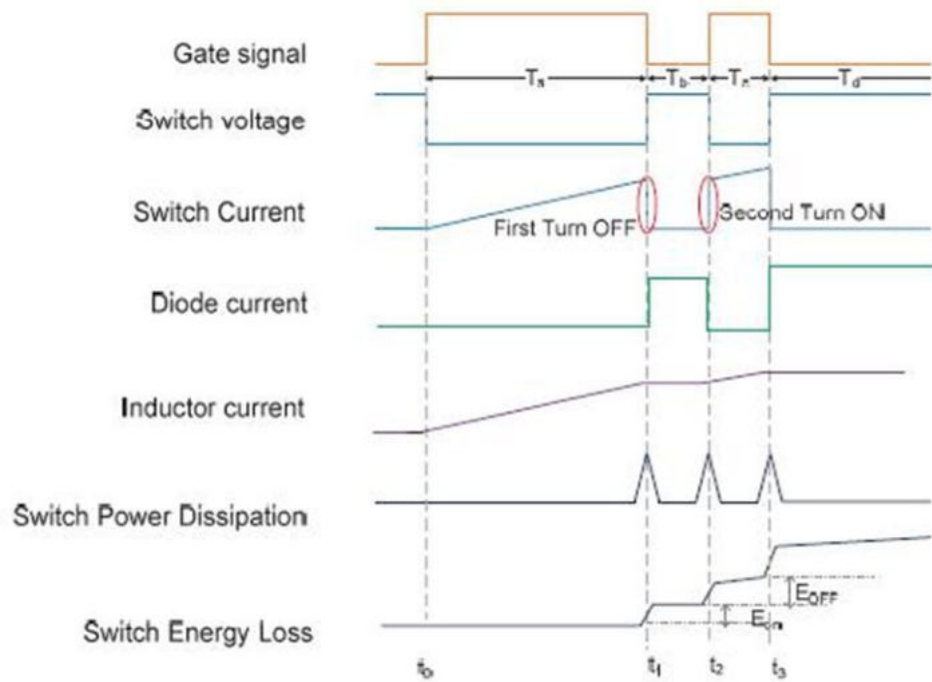 Gate signal
Ta Tb Tc Td
Switch voltage
Switch Current
First Turn OFF
Second Turn ON
Diode current
Inductor current
Switch Power Dissipation
EOFF
Eon
Switch Energy Loss
t0 t1 t2 t3